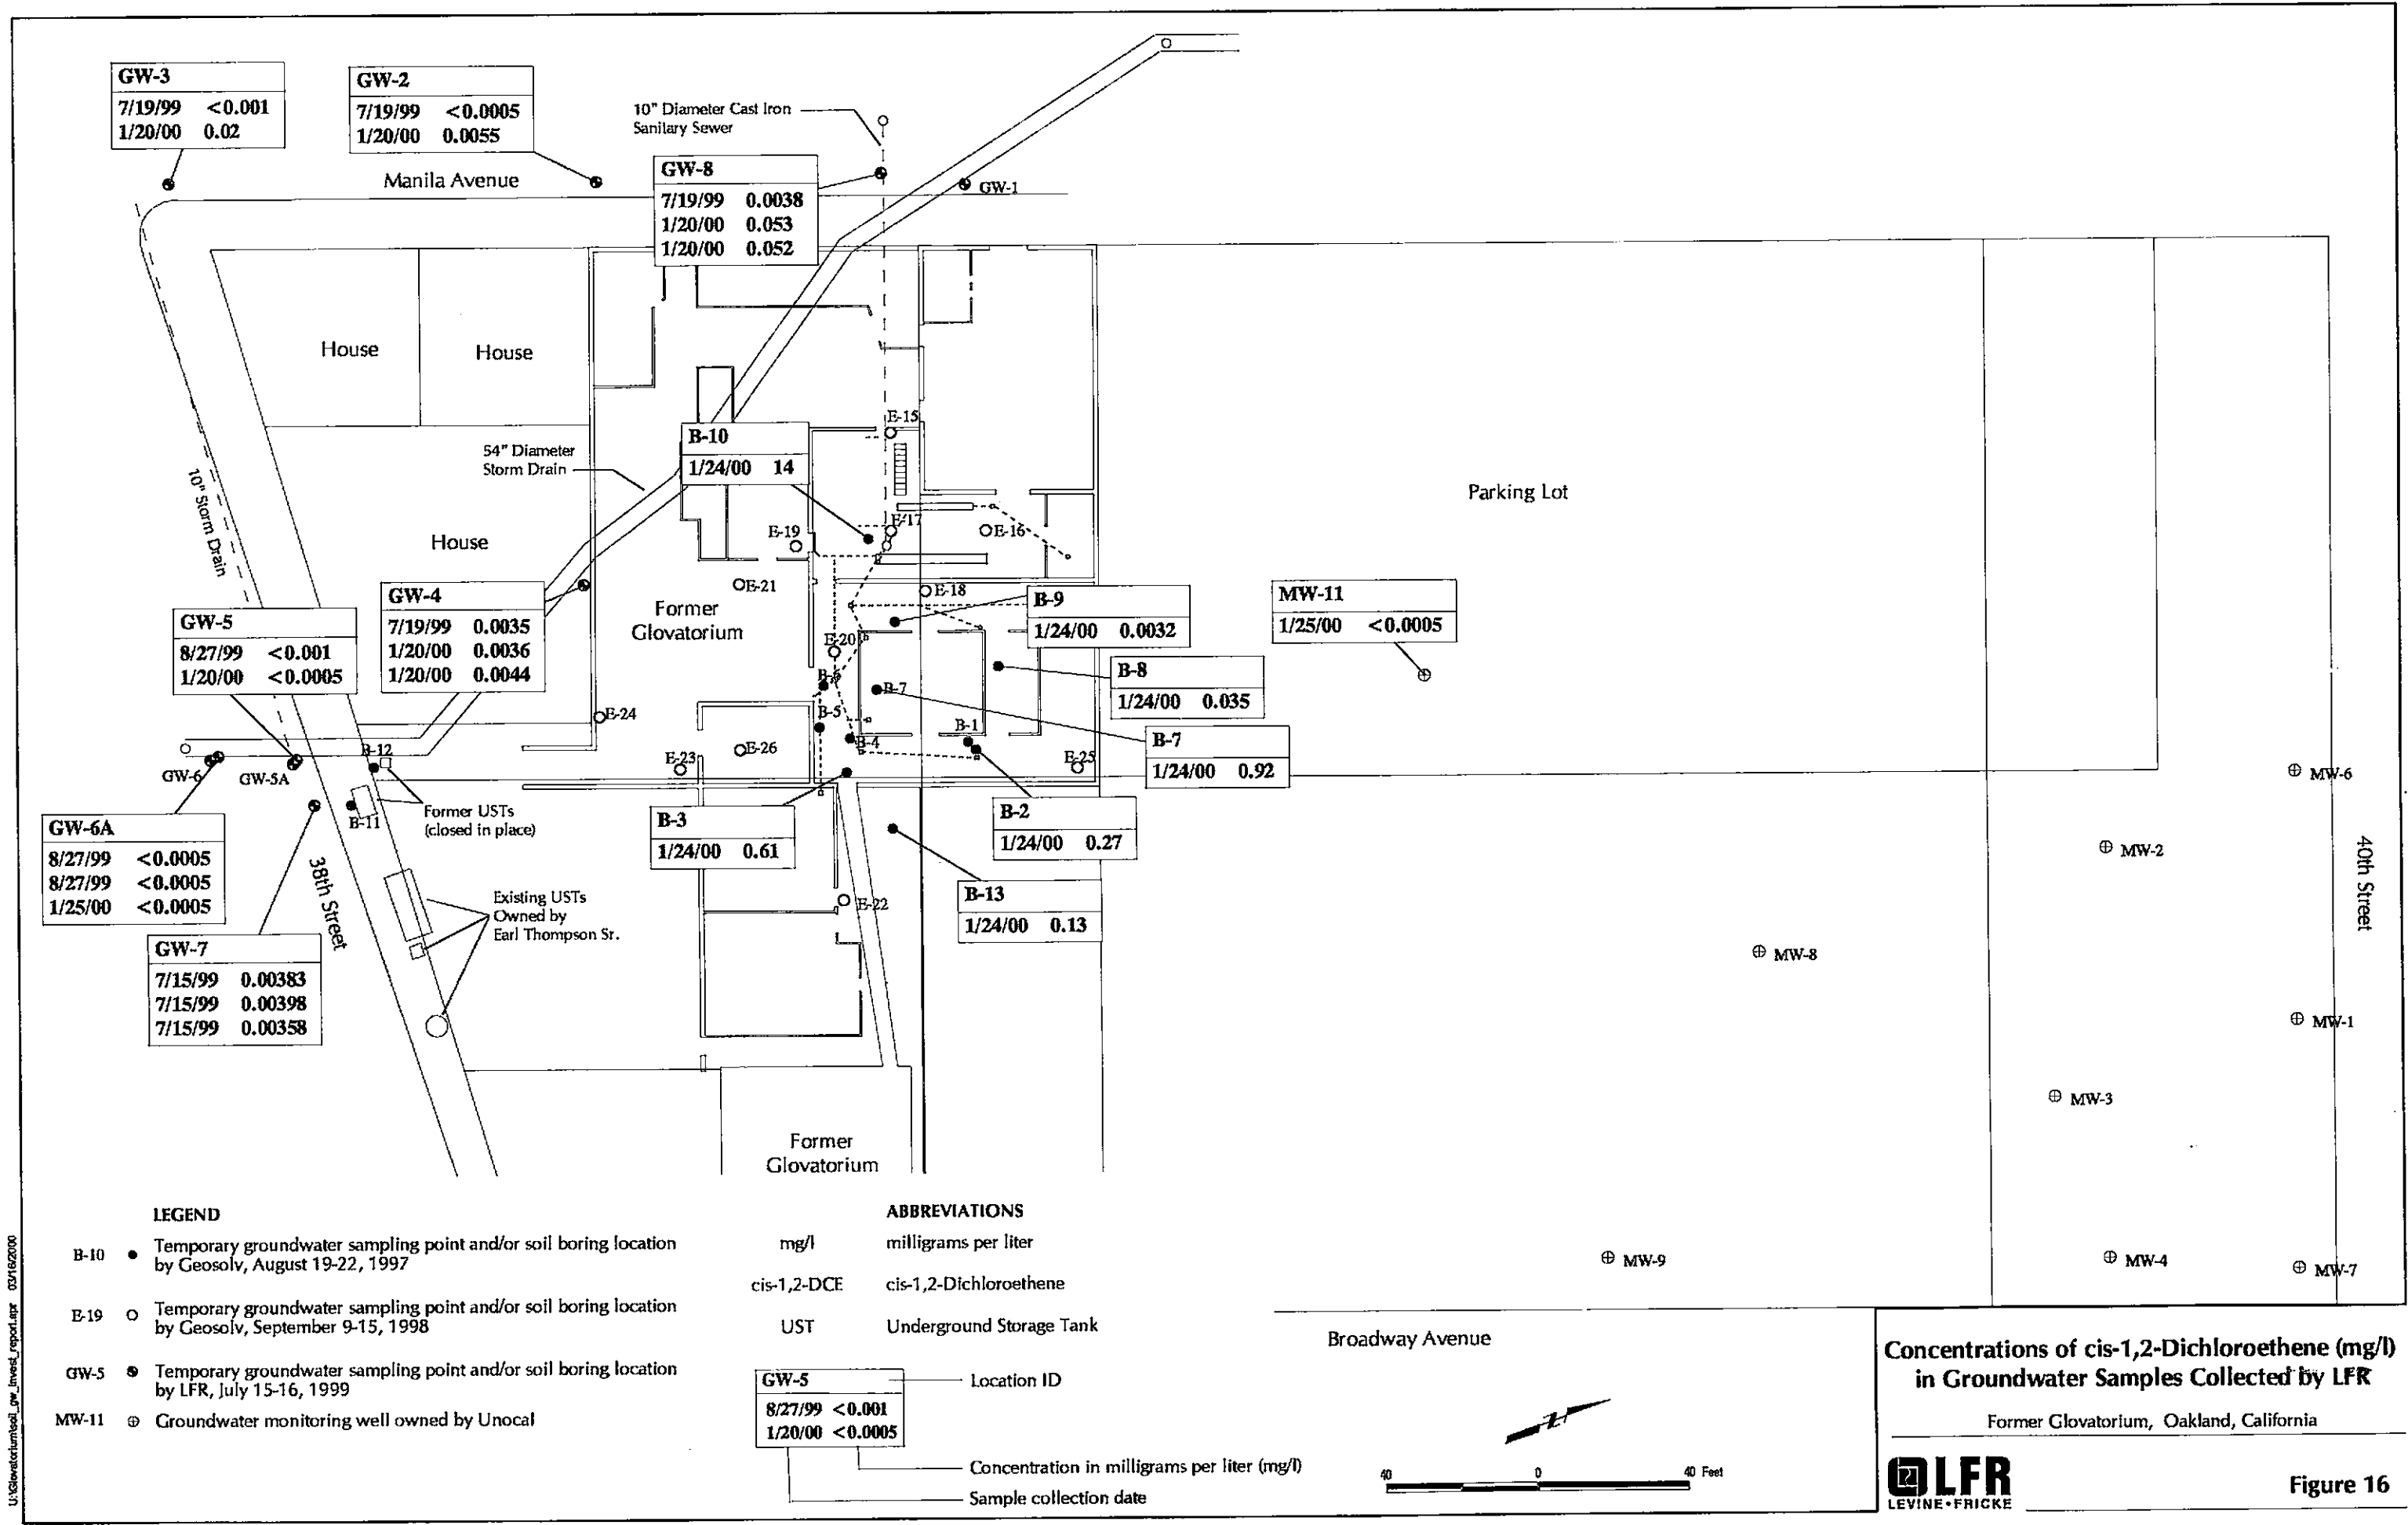 GW-3
7/19/99 <0.001
1/20/00 0.02
GW-2
7/19/99 <0.0005
1/20/00 0.0055
10" Diameter Cast Iron
Sanilary Sewer
GW-8
7/19/99 0.0038
1/20/00 0.053
1/20/00 0.052
Manila Avenue
GW-1
House
House
House
10" Storm Drain
54" Diameter
Storm Drain
B-10
1/24/00 14
E-15
E-17
E-16
E-19
E-21
E-18
E-20
Former
Glovatorium
Parking Lot
GW-4
7/19/99 0.0035
1/20/00 0.0036
1/20/00 0.0044
GW-5
8/27/99 <0.001
1/20/00 <0.0005
B-9
1/24/00 0.0032
MW-11
1/25/00 <0.0005
B-8
1/24/00 0.035
B-7
1/24/00 0.92
B-6
B-7
B-5
B-4
B-1
E-24
E-26
E-23
E-25
B-12
GW-6
GW-5A
B-11
Former USTs
(closed in place)
GW-6A
8/27/99 <0.0005
8/27/99 <0.0005
1/25/00 <0.0005
B-3
1/24/00 0.61
B-2
1/24/00 0.27
B-13
1/24/00 0.13
E-22
38th Street
Existing USTs
Owned by
Earl Thompson Sr.
GW-7
7/15/99 0.00383
7/15/99 0.00398
7/15/99 0.00358
MW-6
MW-2
40th Street
MW-8
MW-1
MW-3
MW-9
MW-4
MW-7
Former
Glovatorium
Broadway Avenue
LEGEND
B-10 Temporary groundwater sampling point and/or soil boring location
by Geosolv, August 19-22, 1997
E-19 Temporary groundwater sampling point and/or soil boring location
by Geosolv, September 9-15, 1998
GW-5 Temporary groundwater sampling point and/or soil boring location
by LFR, July 15-16, 1999
MW-11 Groundwater monitoring well owned by Unocal
ABBREVIATIONS
mg/l milligrams per liter
cis-1,2-DCE cis-1,2-Dichloroethene
UST Underground Storage Tank
GW-5 Location ID
8/27/99 <0.001
1/20/00 <0.0005
Concentration in milligrams per liter (mg/l)
Sample collection date
Z
40 0 40 Feet
Concentrations of cis-1,2-Dichloroethene (mg/l)
in Groundwater Samples Collected by LFR
Former Glovatorium, Oakland, California
LFR
LEVINE•FRICKE
Figure 16
U:\Glovatorium\soil_gw_invest_report.apr 03/16/2000